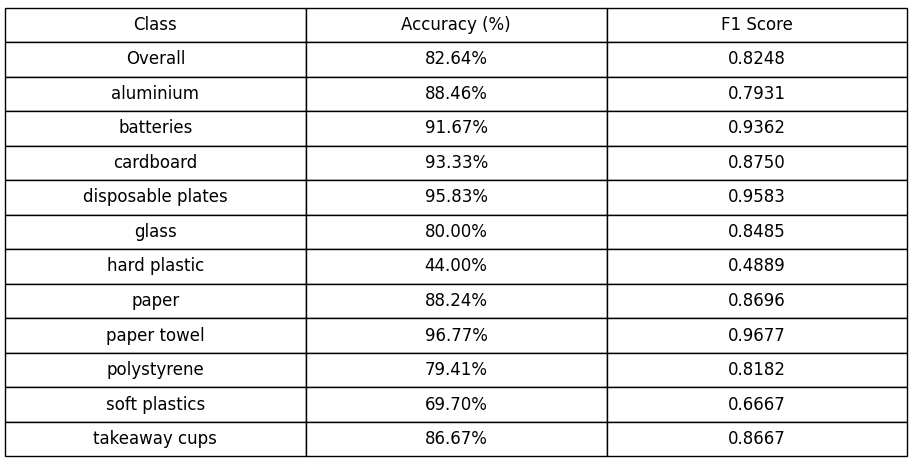 Class Accuracy (%) F1 Score
Overall 82.64% 0.8248
aluminium 88.46% 0.7931
batteries 91.67% 0.9362
cardboard 93.33% 0.8750
disposable plates 95.83% 0.9583
glass 80.00% 0.8485
hard plastic 44.00% 0.4889
paper 88.24% 0.8696
paper towel 96.77% 0.9677
polystyrene 79.41% 0.8182
soft plastics 69.70% 0.6667
takeaway cups 86.67% 0.8667